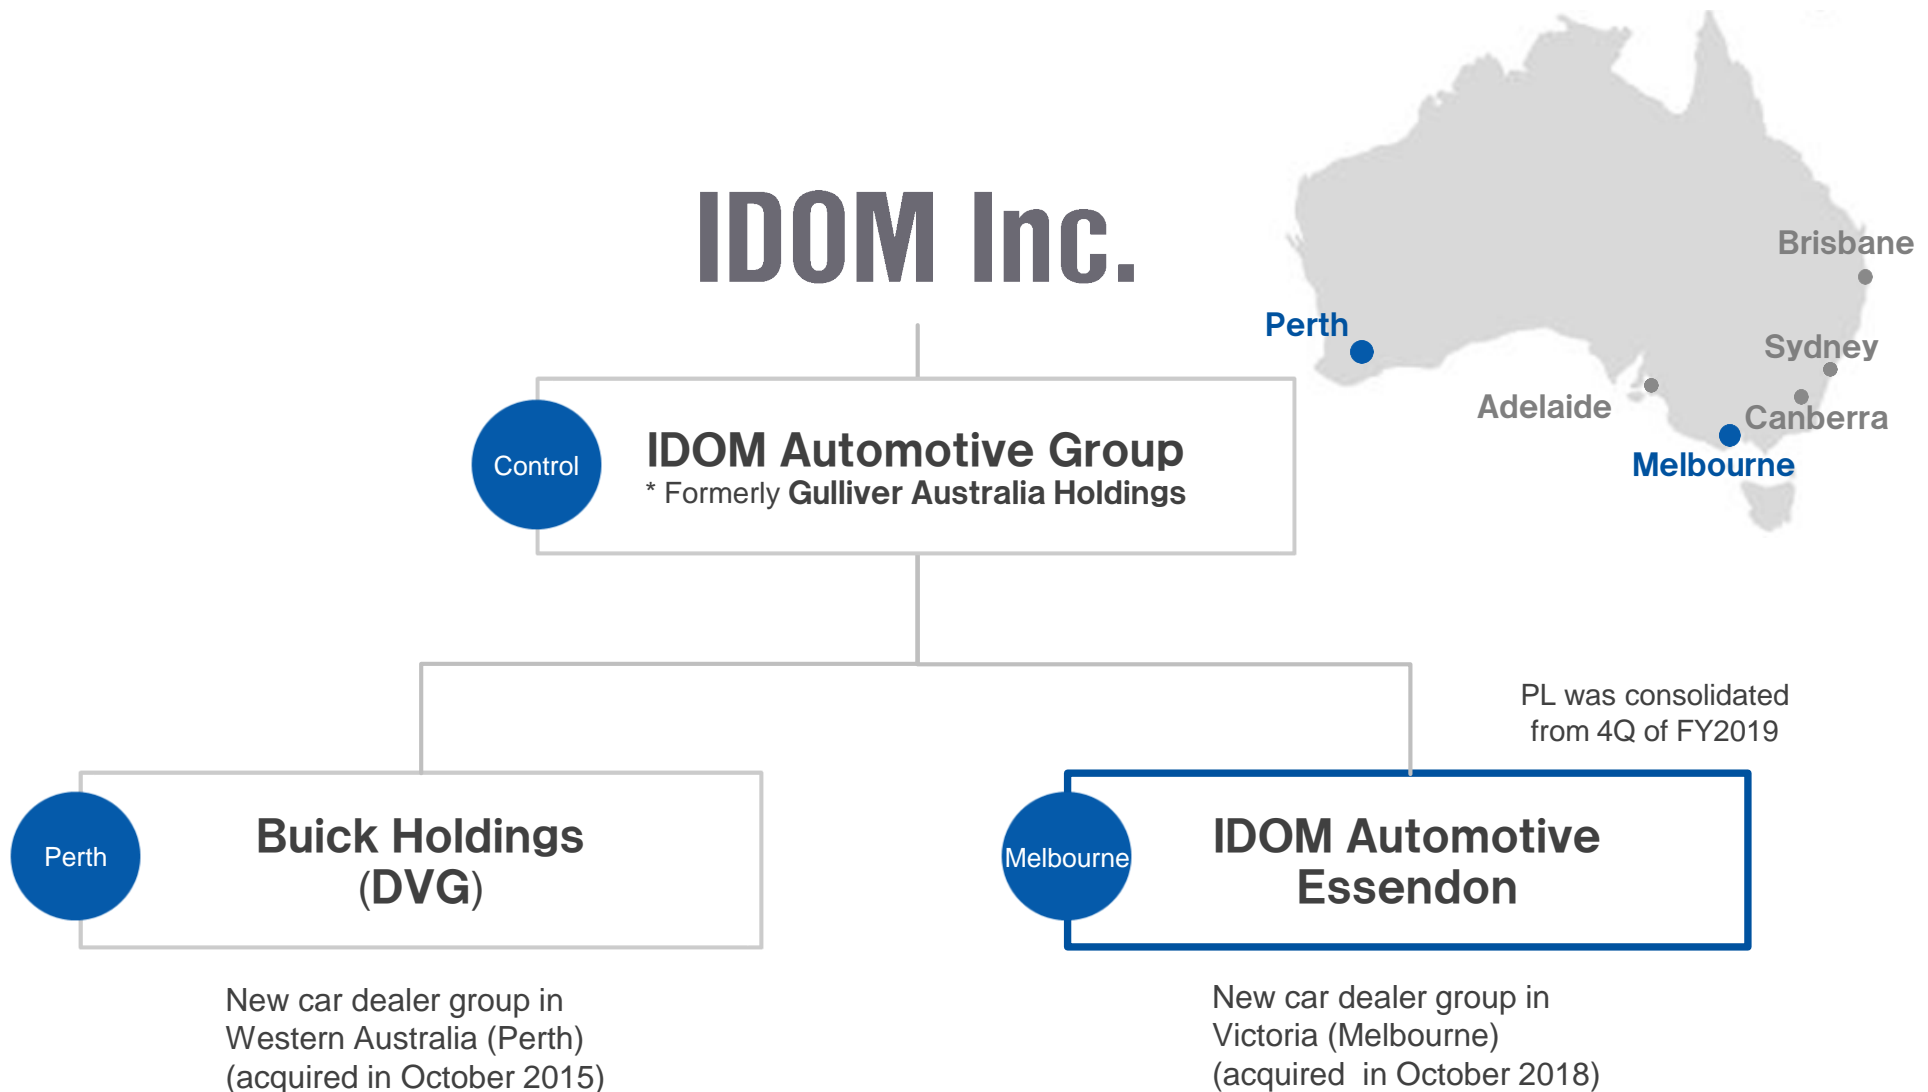 IDOM Inc.
Brisbane
Perth
Sydney
Adelaide
Canberra
Melbourne
Control
IDOM Automotive Group
* Formerly Gulliver Australia Holdings
PL was consolidated
from 4Q of FY2019
Perth
Buick Holdings
(DVG)
New car dealer group in
Western Australia (Perth)
(acquired in October 2015)
Melbourne
IDOM Automotive
Essendon
New car dealer group in
Victoria (Melbourne)
(acquired in October 2018)